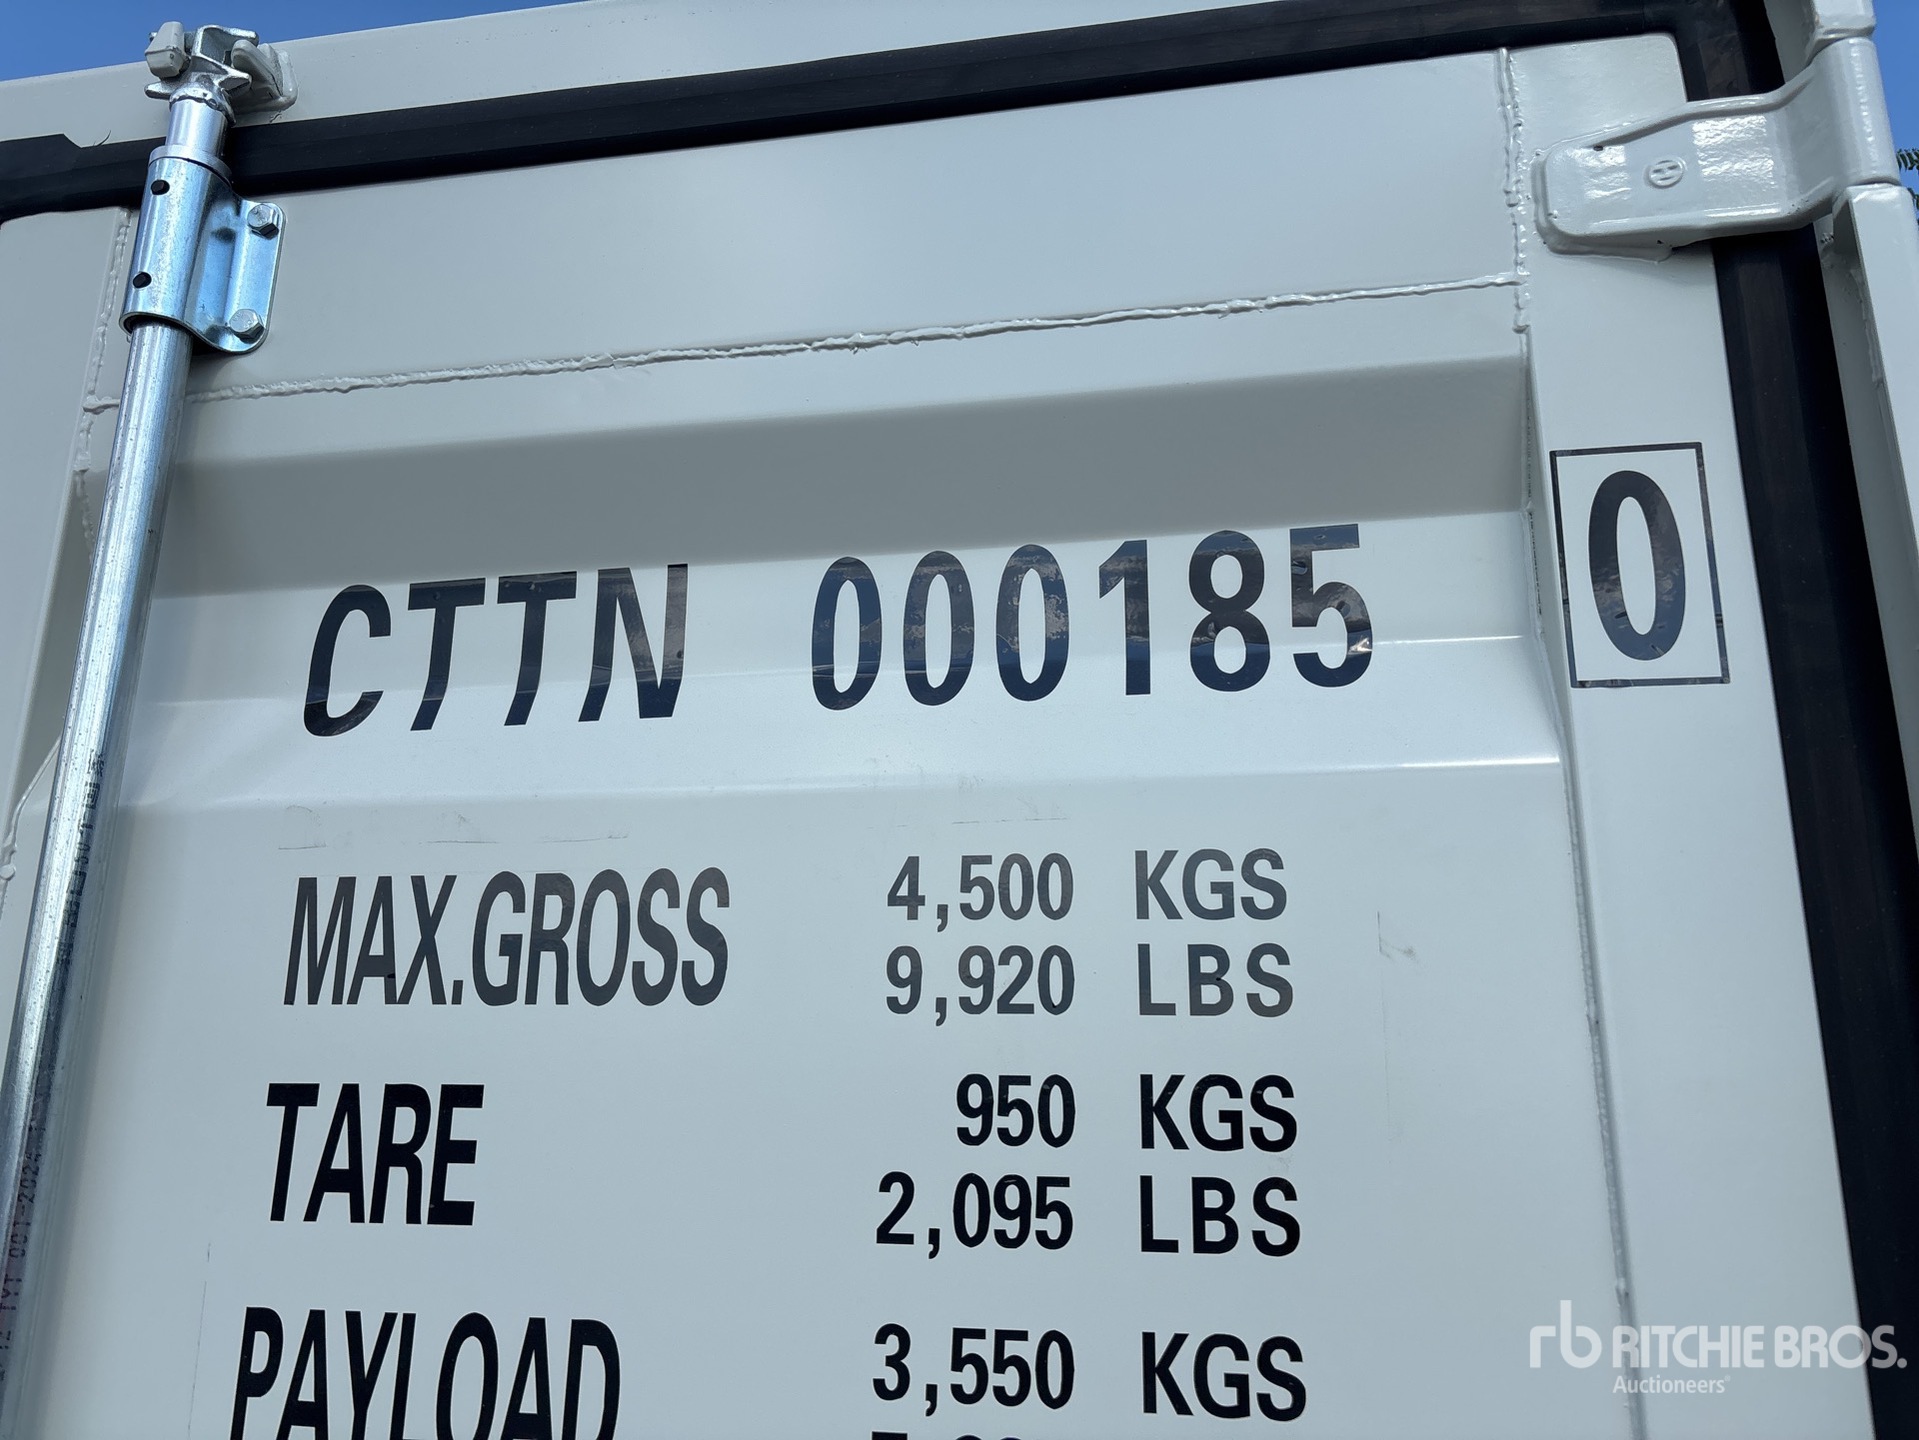 CTTN 000185 0
MAX.GROSS 4,500 KGS
9,920 LBS
TARE 950 KGS
2,095 LBS
PAYLOAD 3,550 KGS
rb RITCHIE BROS.
Auctioneers